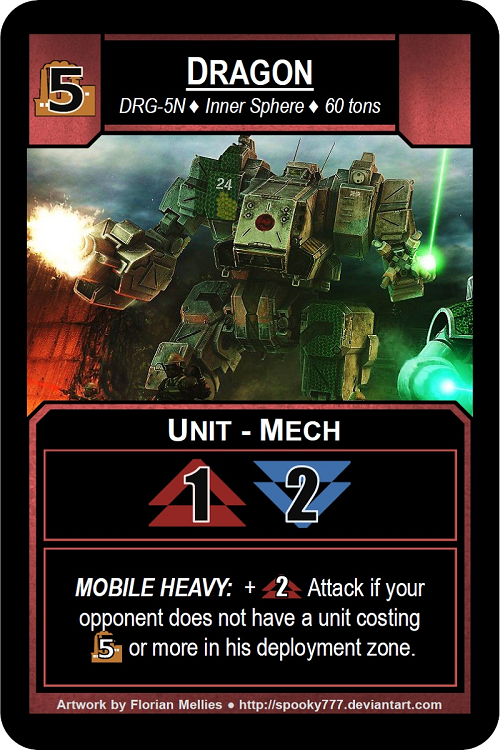 5
DRAGON
DRG-5N ♦ Inner Sphere ♦ 60 tons
24
UNIT - MECH
1 2
MOBILE HEAVY: + 2 Attack if your
opponent does not have a unit costing
5 or more in his deployment zone.
Artwork by Florian Mellies ● http://spooky777.deviantart.com